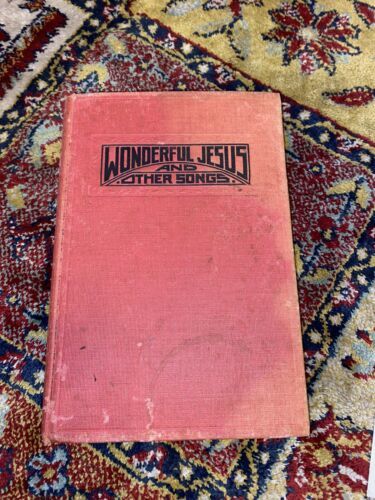 WONDERFUL JESUS
AND
OTHER SONGS